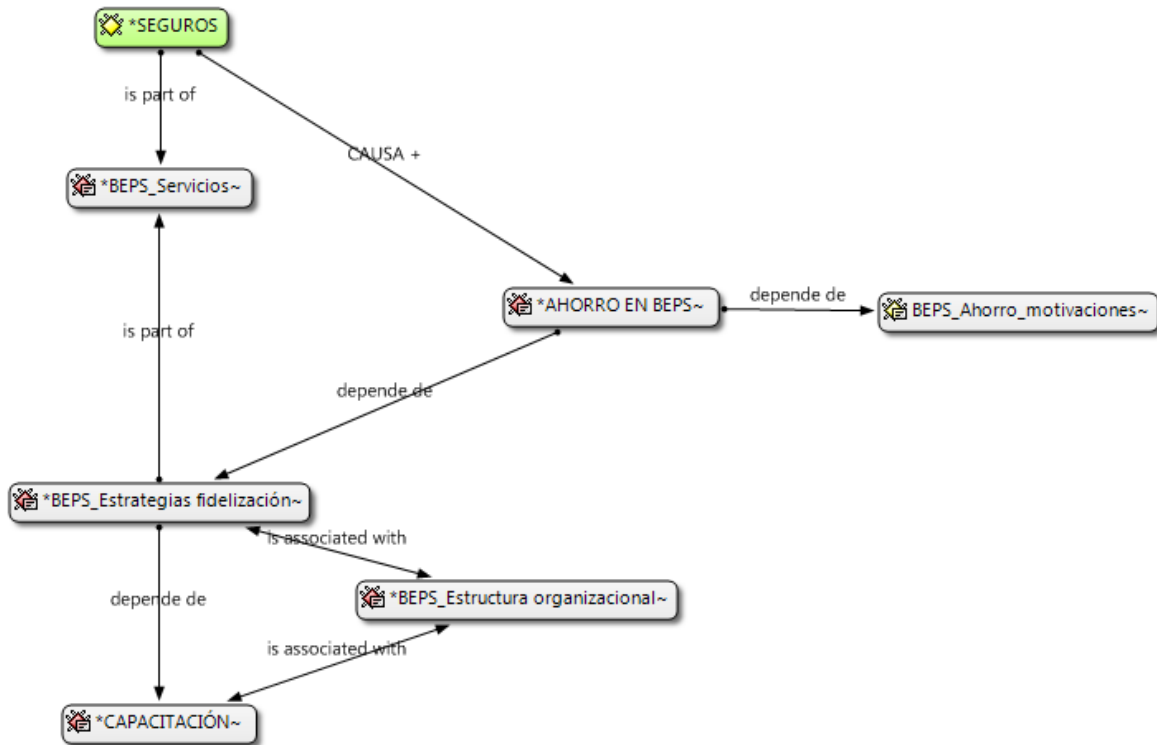 *SEGUROS
is part of
CAUSA +
*BEPS_Servicios~
is part of
*AHORRO EN BEPS~
depende de
BEPS_Ahorro_motivaciones~
depende de
*BEPS_Estrategias fidelización~
is associated with
depende de
*BEPS_Estructura organizacional~
is associated with
*CAPACITACIÓN~